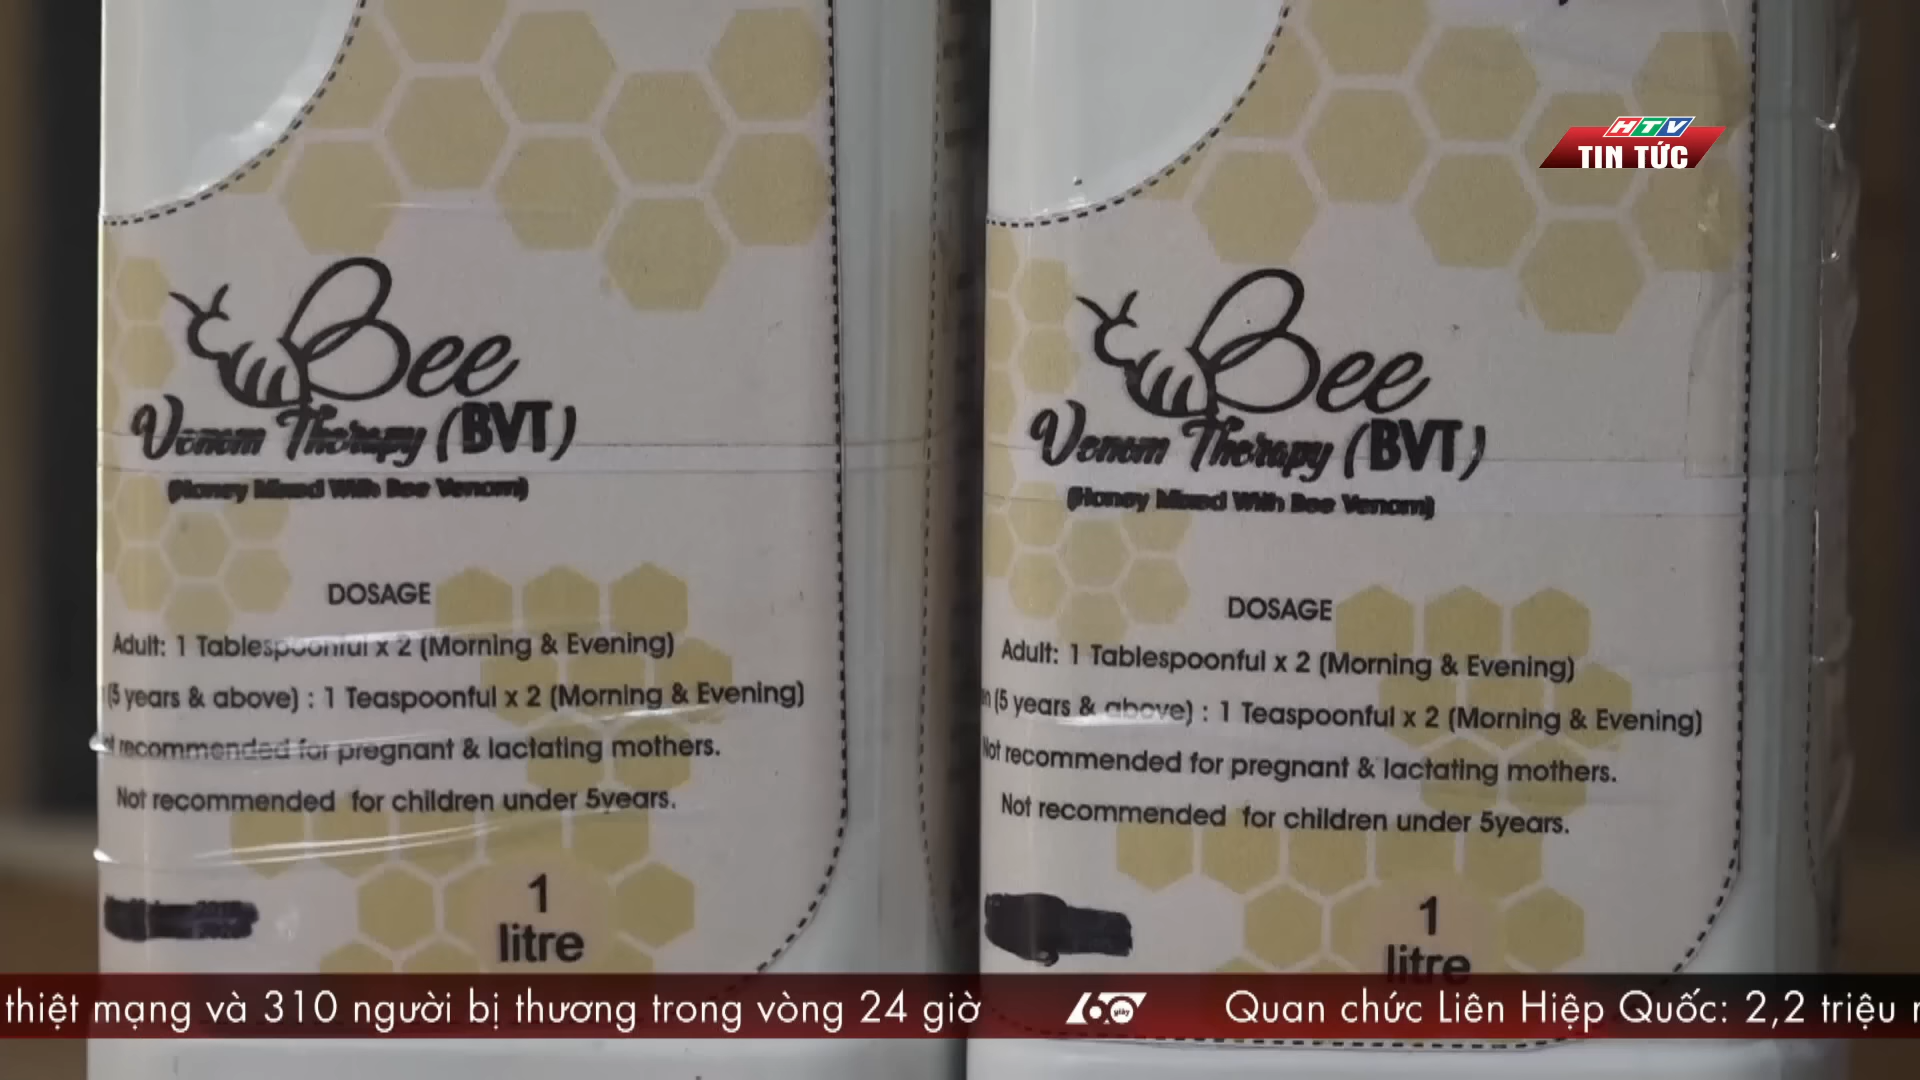 HTV
TIN TỨC
Bee
Venom Therapy (BVT)
(Honey Mixed With Bee Venom)
DOSAGE
Adult: 1 Tablespoonful x 2 (Morning & Evening)
(5 years & above) : 1 Teaspoonful x 2 (Morning & Evening)
recommended for pregnant & lactating mothers.
Not recommended for children under 5years.
1
litre
Bee
Venom Therapy (BVT)
(Honey Mixed With Bee Venom)
DOSAGE
Adult: 1 Tablespoonful x 2 (Morning & Evening)
(5 years & above) : 1 Teaspoonful x 2 (Morning & Evening)
Not recommended for pregnant & lactating mothers.
Not recommended for children under 5years.
1
litre
thiệt mạng và 310 người bị thương trong vòng 24 giờ 60 giây Quan chức Liên Hiệp Quốc: 2,2 triệu